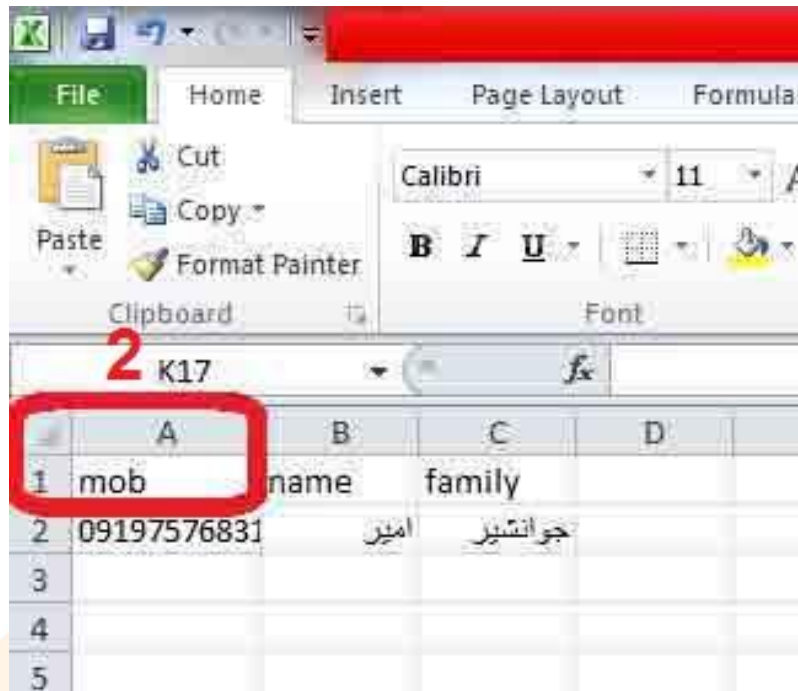 File Home Insert Page Layout Formula
Cut
Calibri 11 A
Copy
Paste
B I U
Format Painter
Clipboard Font
2
K17 fx
A B C D
1 mob name family
2 09197576831 امیر جوانشیر
3
4
5